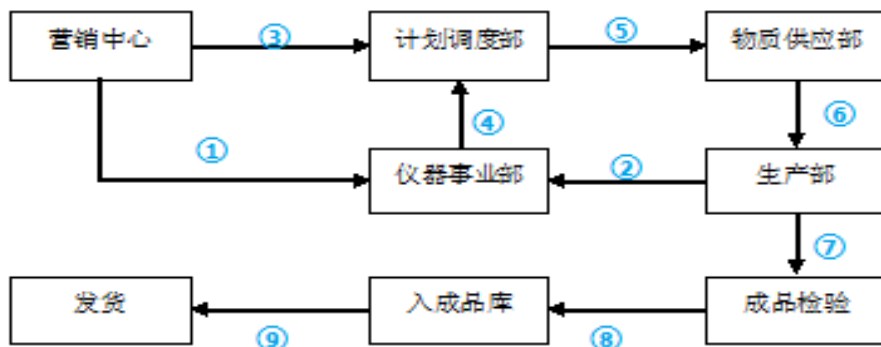 营销中心
③
计划调度部
⑤
物质供应部
④
⑥
①
仪器事业部
②
生产部
⑦
发货
入成品库
成品检验
⑨
⑧